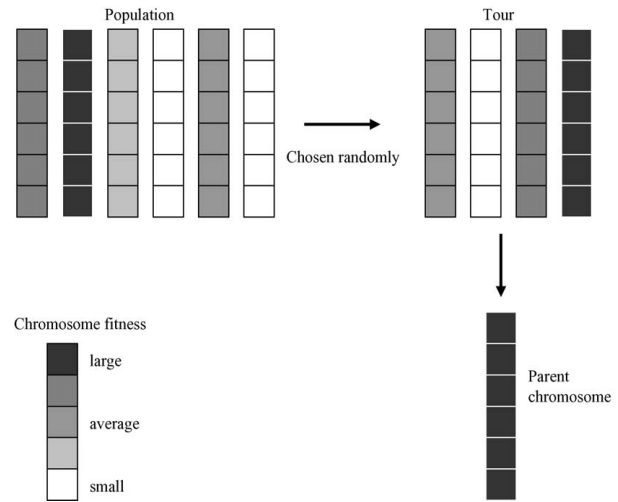 Population
Tour
Chosen randomly
Chromosome fitness
large
average
small
Parent
chromosome